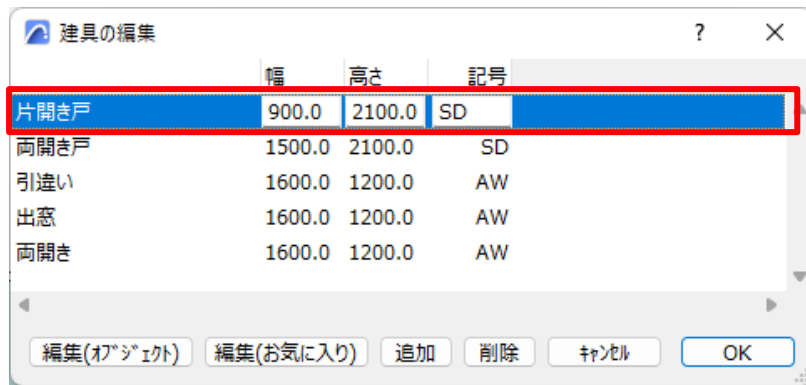 建具の編集 ?
幅 高さ 記号
片開き戸 900.0 2100.0 SD
両開き戸 1500.0 2100.0 SD
引違い 1600.0 1200.0 AW
出窓 1600.0 1200.0 AW
両開き 1600.0 1200.0 AW
編集(ｵﾌﾞｼﾞｪｸﾄ) 編集(お気に入り) 追加 削除 ｷｬﾝｾﾙ OK